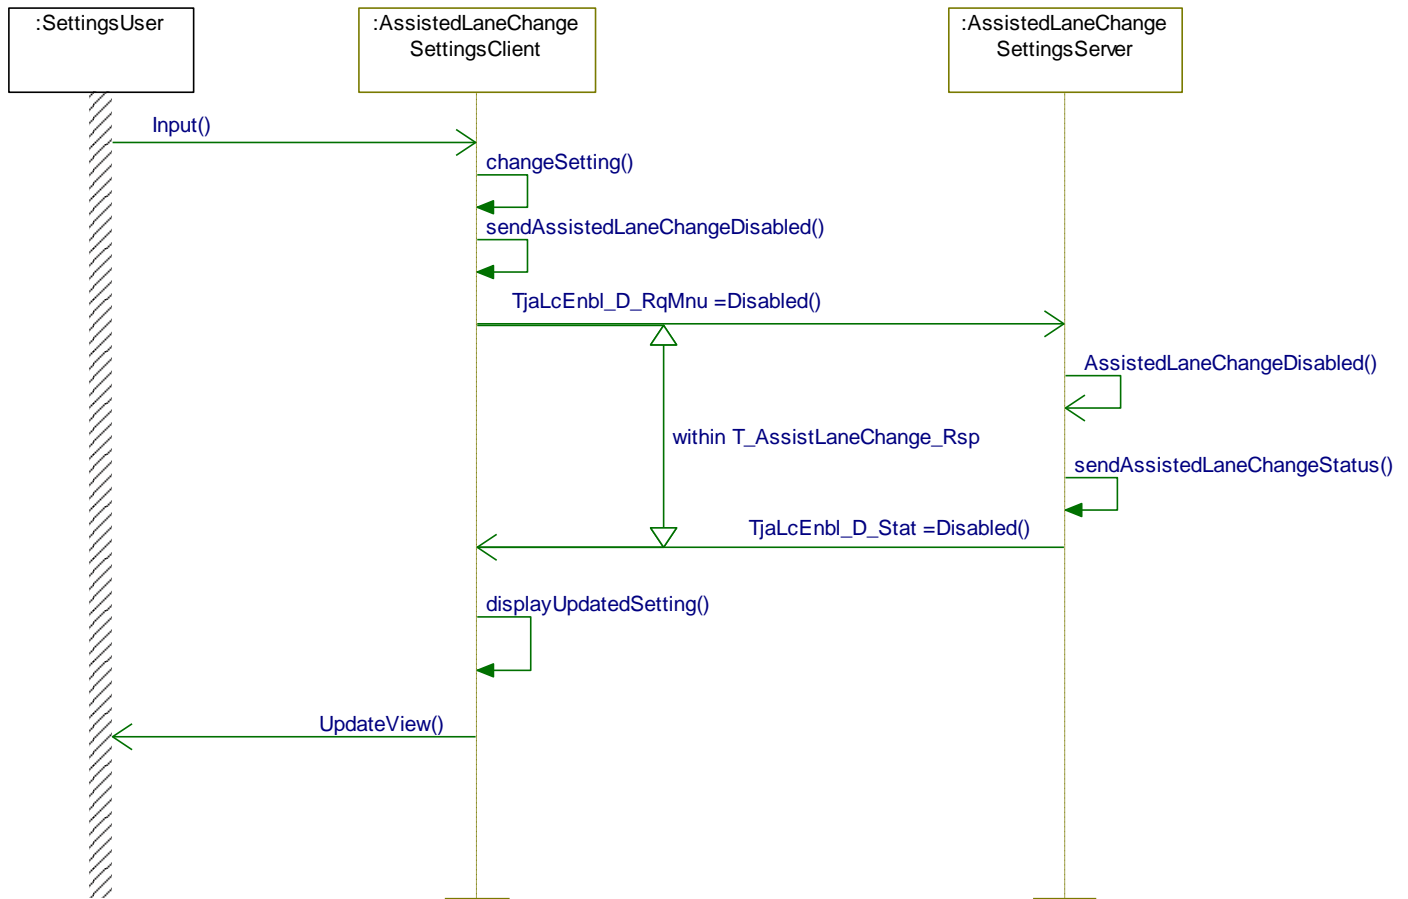 :SettingsUser
:AssistedLaneChange
SettingsClient
:AssistedLaneChange
SettingsServer
Input()
changeSetting()
sendAssistedLaneChangeDisabled()
TjaLcEnbl_D_RqMnu =Disabled()
AssistedLaneChangeDisabled()
within T_AssistLaneChange_Rsp
sendAssistedLaneChangeStatus()
TjaLcEnbl_D_Stat =Disabled()
displayUpdatedSetting()
UpdateView()